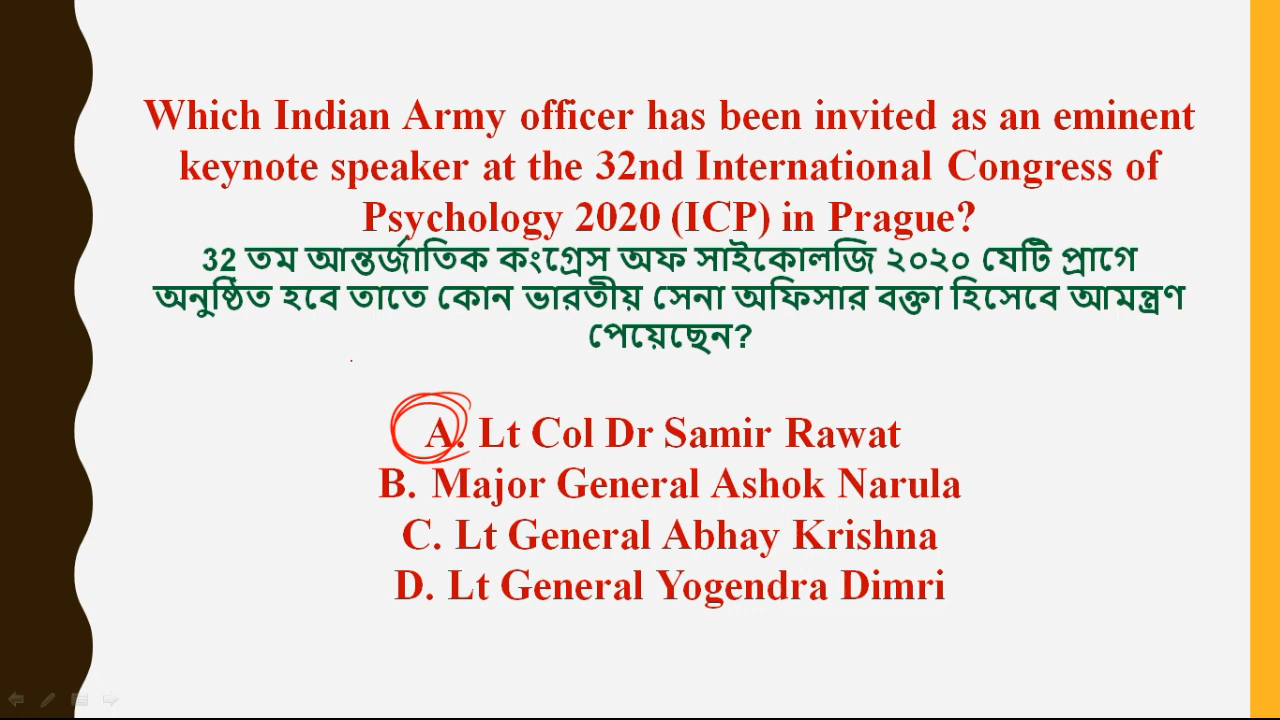 Which Indian Army officer has been invited as an eminent
keynote speaker at the 32nd International Congress of
Psychology 2020 (ICP) in Prague?
32 তম আন্তর্জাতিক কংগ্রেস অফ সাইকোলজি ২০২০ যেটি প্রাগে
অনুষ্ঠিত হবে তাতে কোন ভারতীয় সেনা অফিসার বক্তা হিসেবে আমন্ত্রণ
পেয়েছেন?
A. Lt Col Dr Samir Rawat
B. Major General Ashok Narula
C. Lt General Abhay Krishna
D. Lt General Yogendra Dimri